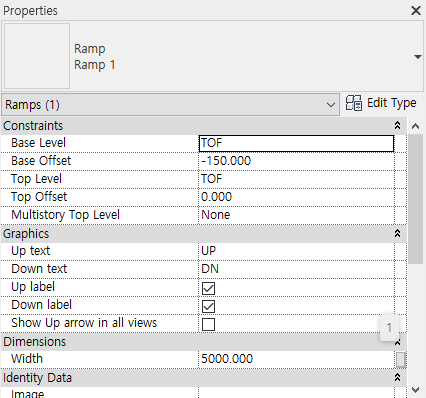 Properties
Ramp
Ramp 1
Ramps (1)
Edit Type
Constraints
Base Level TOF
Base Offset -150.000
Top Level TOF
Top Offset 0.000
Multistory Top Level None
Graphics
Up text UP
Down text DN
Up label
Down label
Show Up arrow in all views
1
Dimensions
Width 5000.000
Identity Data
Image